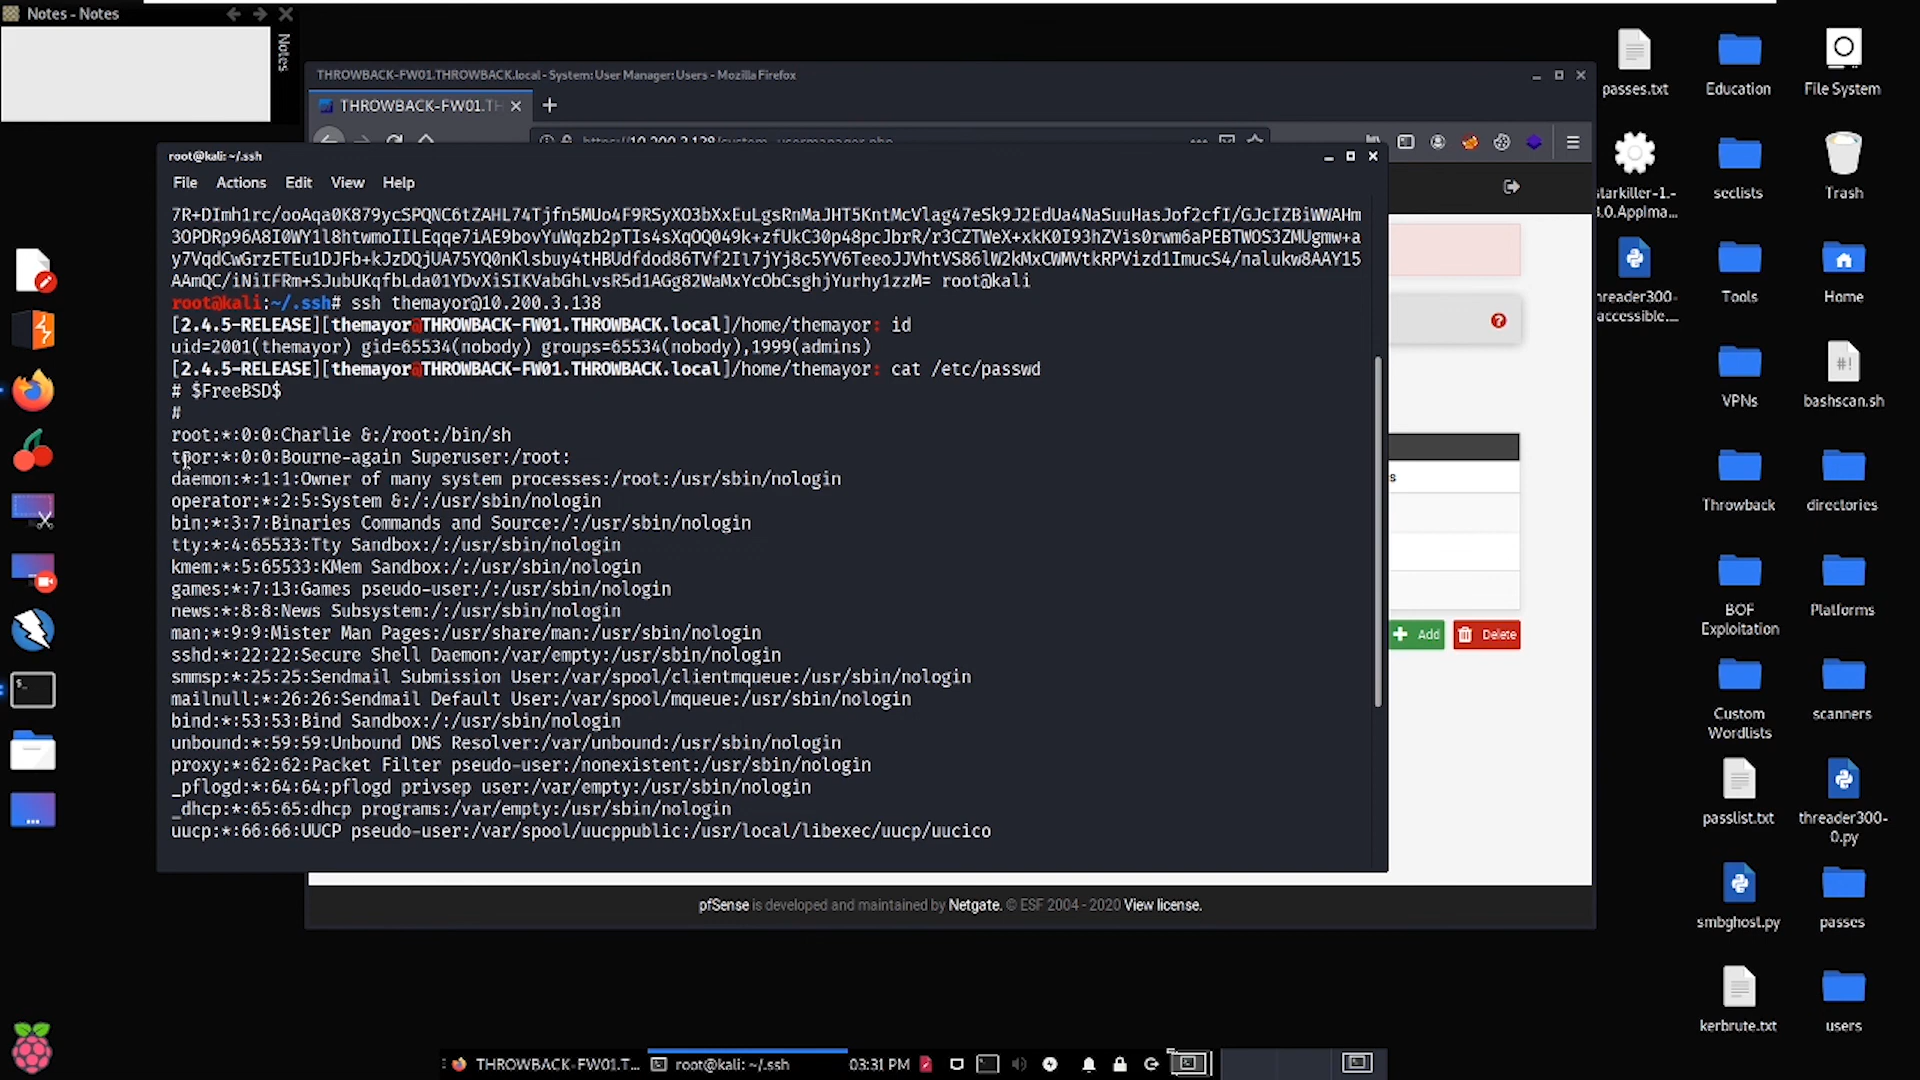 Notes - Notes
Notes
THROWBACK-FW01.THROWBACK.local - System: User Manager: Users - Mozilla Firefox
THROWBACK-FW01.TH
root@kali: ~/.ssh
File Actions Edit View Help
7R+DImh1rc/ooAqa0K879ycSPQNC6tZAHL74Tjfn5MUo4F9RSyXO3bXxEuLgsRnMaJHT5KntMcVlag47eSk9J2EdUa4NaSuuHasJof2cfI/GJcIZBiWWAHm
3OPDRp96A8I0WY1l8htwmoIILEqqe7iAE9bovYuWqzb2pTIs4sXqOQ049k+zfUkC30p48pcJbrR/r3CZTWeX+xkK0I93hZVis0rwm6aPEBTWOS3ZMUgmw+a
y7VqdCwGrzETEu1DJFb+kJzDQjUA75YQ0nKlsbuy4tHBUdfdod86TVf2Il7jYj8c5YV6TeeoJJVhtVS86lW2kMxCWMVtkRPVizd1ImucS4/nalukw8AAY15
AAmQC/iNiIFRm+SJubUKqfbLda01YDvXiSIKVabGhLvsR5d1AGg82WaMxYcObCsghjYurhy1zzM= root@kali
root@kali:~/.ssh# ssh themayor@10.200.3.138
[2.4.5-RELEASE][themayor@THROWBACK-FW01.THROWBACK.local]/home/themayor: id
uid=2001(themayor) gid=65534(nobody) groups=65534(nobody),1999(admins)
[2.4.5-RELEASE][themayor@THROWBACK-FW01.THROWBACK.local]/home/themayor: cat /etc/passwd
# $FreeBSD$
#
root:*:0:0:Charlie &:/root:/bin/sh
toor:*:0:0:Bourne-again Superuser:/root:
daemon:*:1:1:Owner of many system processes:/root:/usr/sbin/nologin
operator:*:2:5:System &:/:/usr/sbin/nologin
bin:*:3:7:Binaries Commands and Source:/:/usr/sbin/nologin
tty:*:4:65533:Tty Sandbox:/:/usr/sbin/nologin
kmem:*:5:65533:KMem Sandbox:/:/usr/sbin/nologin
games:*:7:13:Games pseudo-user:/:/usr/sbin/nologin
news:*:8:8:News Subsystem:/:/usr/sbin/nologin
man:*:9:9:Mister Man Pages:/usr/share/man:/usr/sbin/nologin
sshd:*:22:22:Secure Shell Daemon:/var/empty:/usr/sbin/nologin
smmsp:*:25:25:Sendmail Submission User:/var/spool/clientmqueue:/usr/sbin/nologin
mailnull:*:26:26:Sendmail Default User:/var/spool/mqueue:/usr/sbin/nologin
bind:*:53:53:Bind Sandbox:/:/usr/sbin/nologin
unbound:*:59:59:Unbound DNS Resolver:/var/unbound:/usr/sbin/nologin
proxy:*:62:62:Packet Filter pseudo-user:/nonexistent:/usr/sbin/nologin
_pflogd:*:64:64:pflogd privsep user:/var/empty:/usr/sbin/nologin
_dhcp:*:65:65:dhcp programs:/var/empty:/usr/sbin/nologin
uucp:*:66:66:UUCP pseudo-user:/var/spool/uucppublic:/usr/local/libexec/uucp/uucico
s
Add Delete
pfSense is developed and maintained by Netgate. © ESF 2004 - 2020 View license.
passes.txt
Education
File System
starkiller-1.-
3.0.AppIma...
seclists
Trash
threader300-
accessible....
Tools
Home
VPNs
#!
bashscan.sh
Throwback
directories
BOF
Exploitation
Platforms
Custom
Wordlists
scanners
passlist.txt
threader300-
0.py
smbghost.py
passes
kerbrute.txt
users
THROWBACK-FW01.T...
root@kali: ~/.ssh
03:31 PM